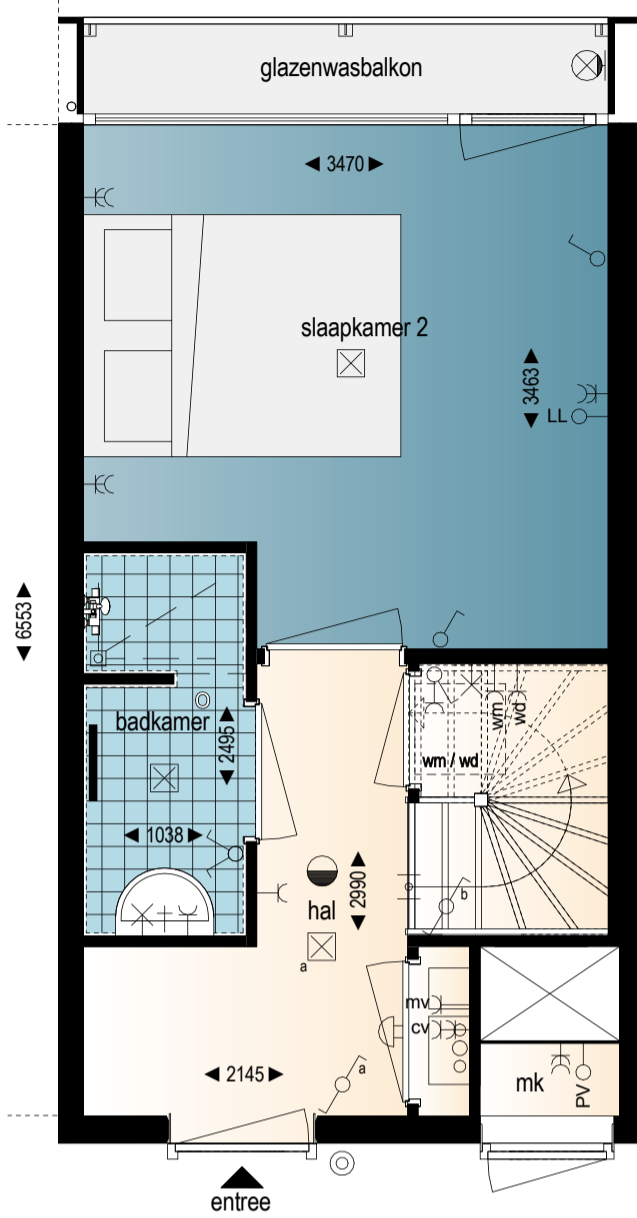 glazenwasbalkon
3470
slaapkamer 2
3463
LL
6553
badkamer
2495
1038
wm
wd
wm / wd
b
2990
hal
a
mv
cv
2145
a
mk
PV
entree